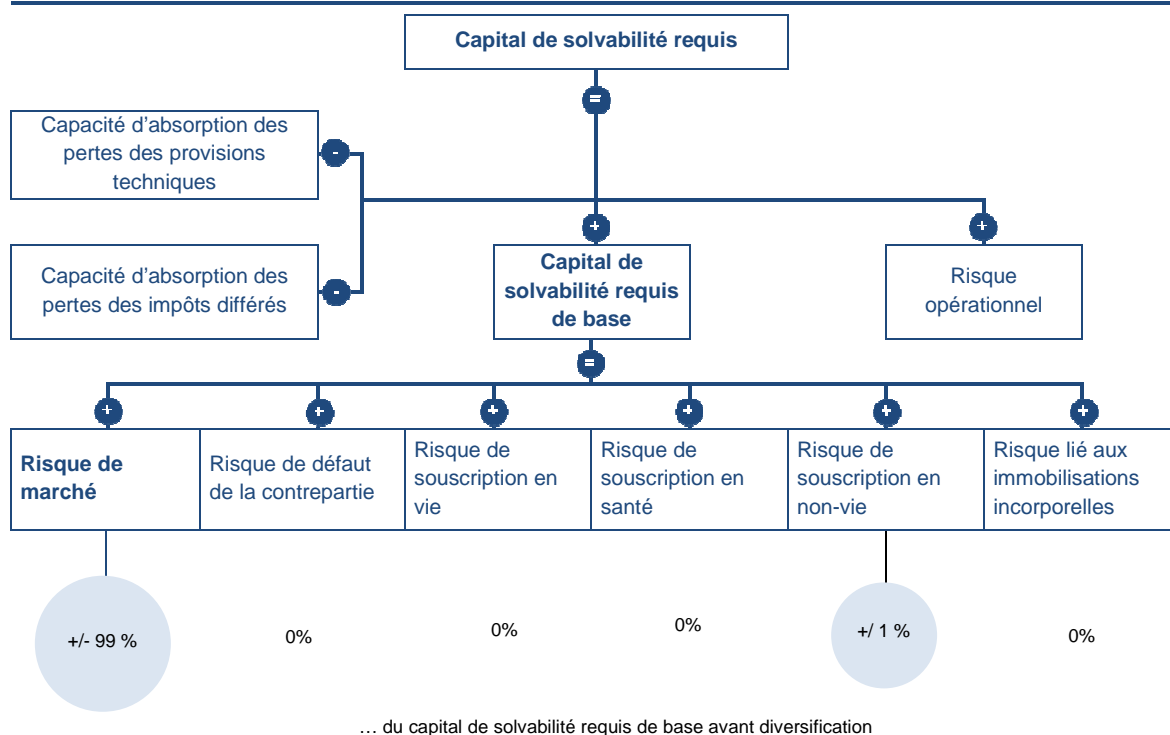 Capital de solvabilité requis
=
Capacité d'absorption des
pertes des provisions
techniques
-
Capacité d'absorption des
pertes des impôts différés
-
+
Capital de
solvabilité requis
de base
+
Risque
opérationnel
=
+
+
+
+
+
+
Risque de
marché
Risque de défaut
de la contrepartie
Risque de
souscription en
vie
Risque de
souscription en
santé
Risque de
souscription en
non-vie
Risque lié aux
immobilisations
incorporelles
+/- 99 %
0%
0%
0%
+/ 1 %
0%
… du capital de solvabilité requis de base avant diversification